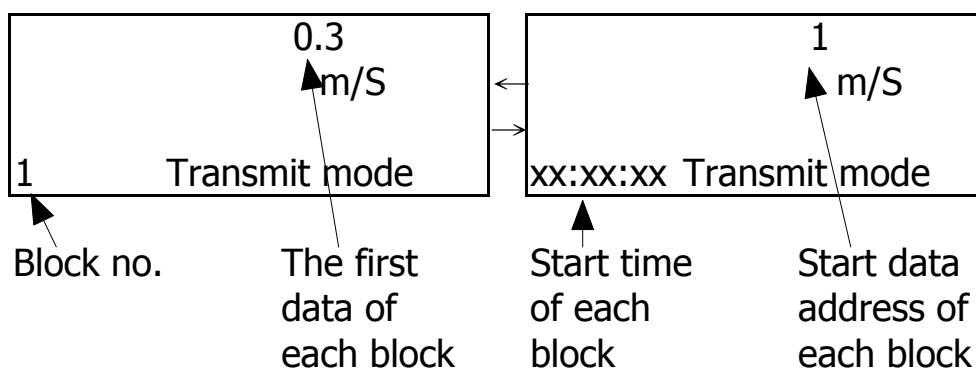 0.3
m/S
1 Transmit mode
1
m/S
xx:xx:xx Transmit mode
Block no.
The first
data of
each block
Start time
of each
block
Start data
address of
each block